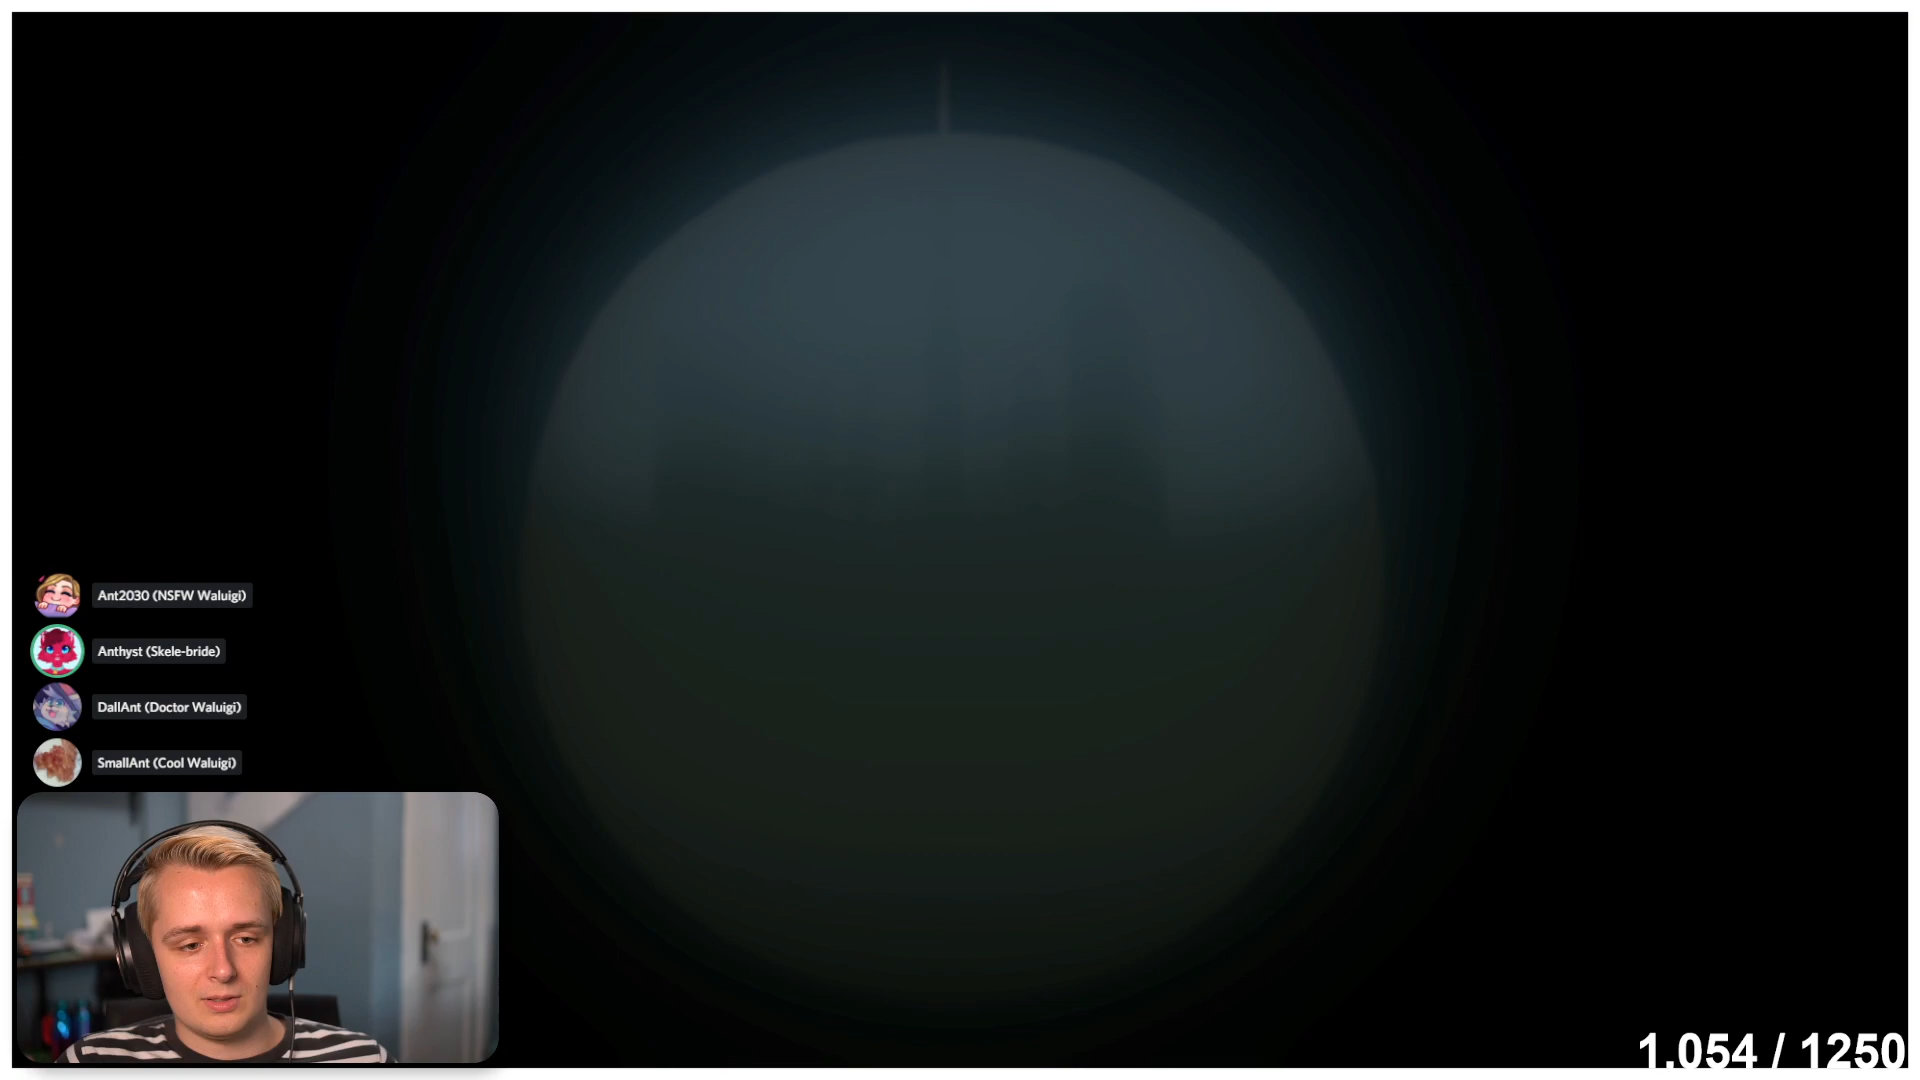 Ant2030 (NSFW Waluigi)
Anthyst (Skele-bride)
DallAnt (Doctor Waluigi)
SmallAnt (Cool Waluigi)
1.054 / 1250